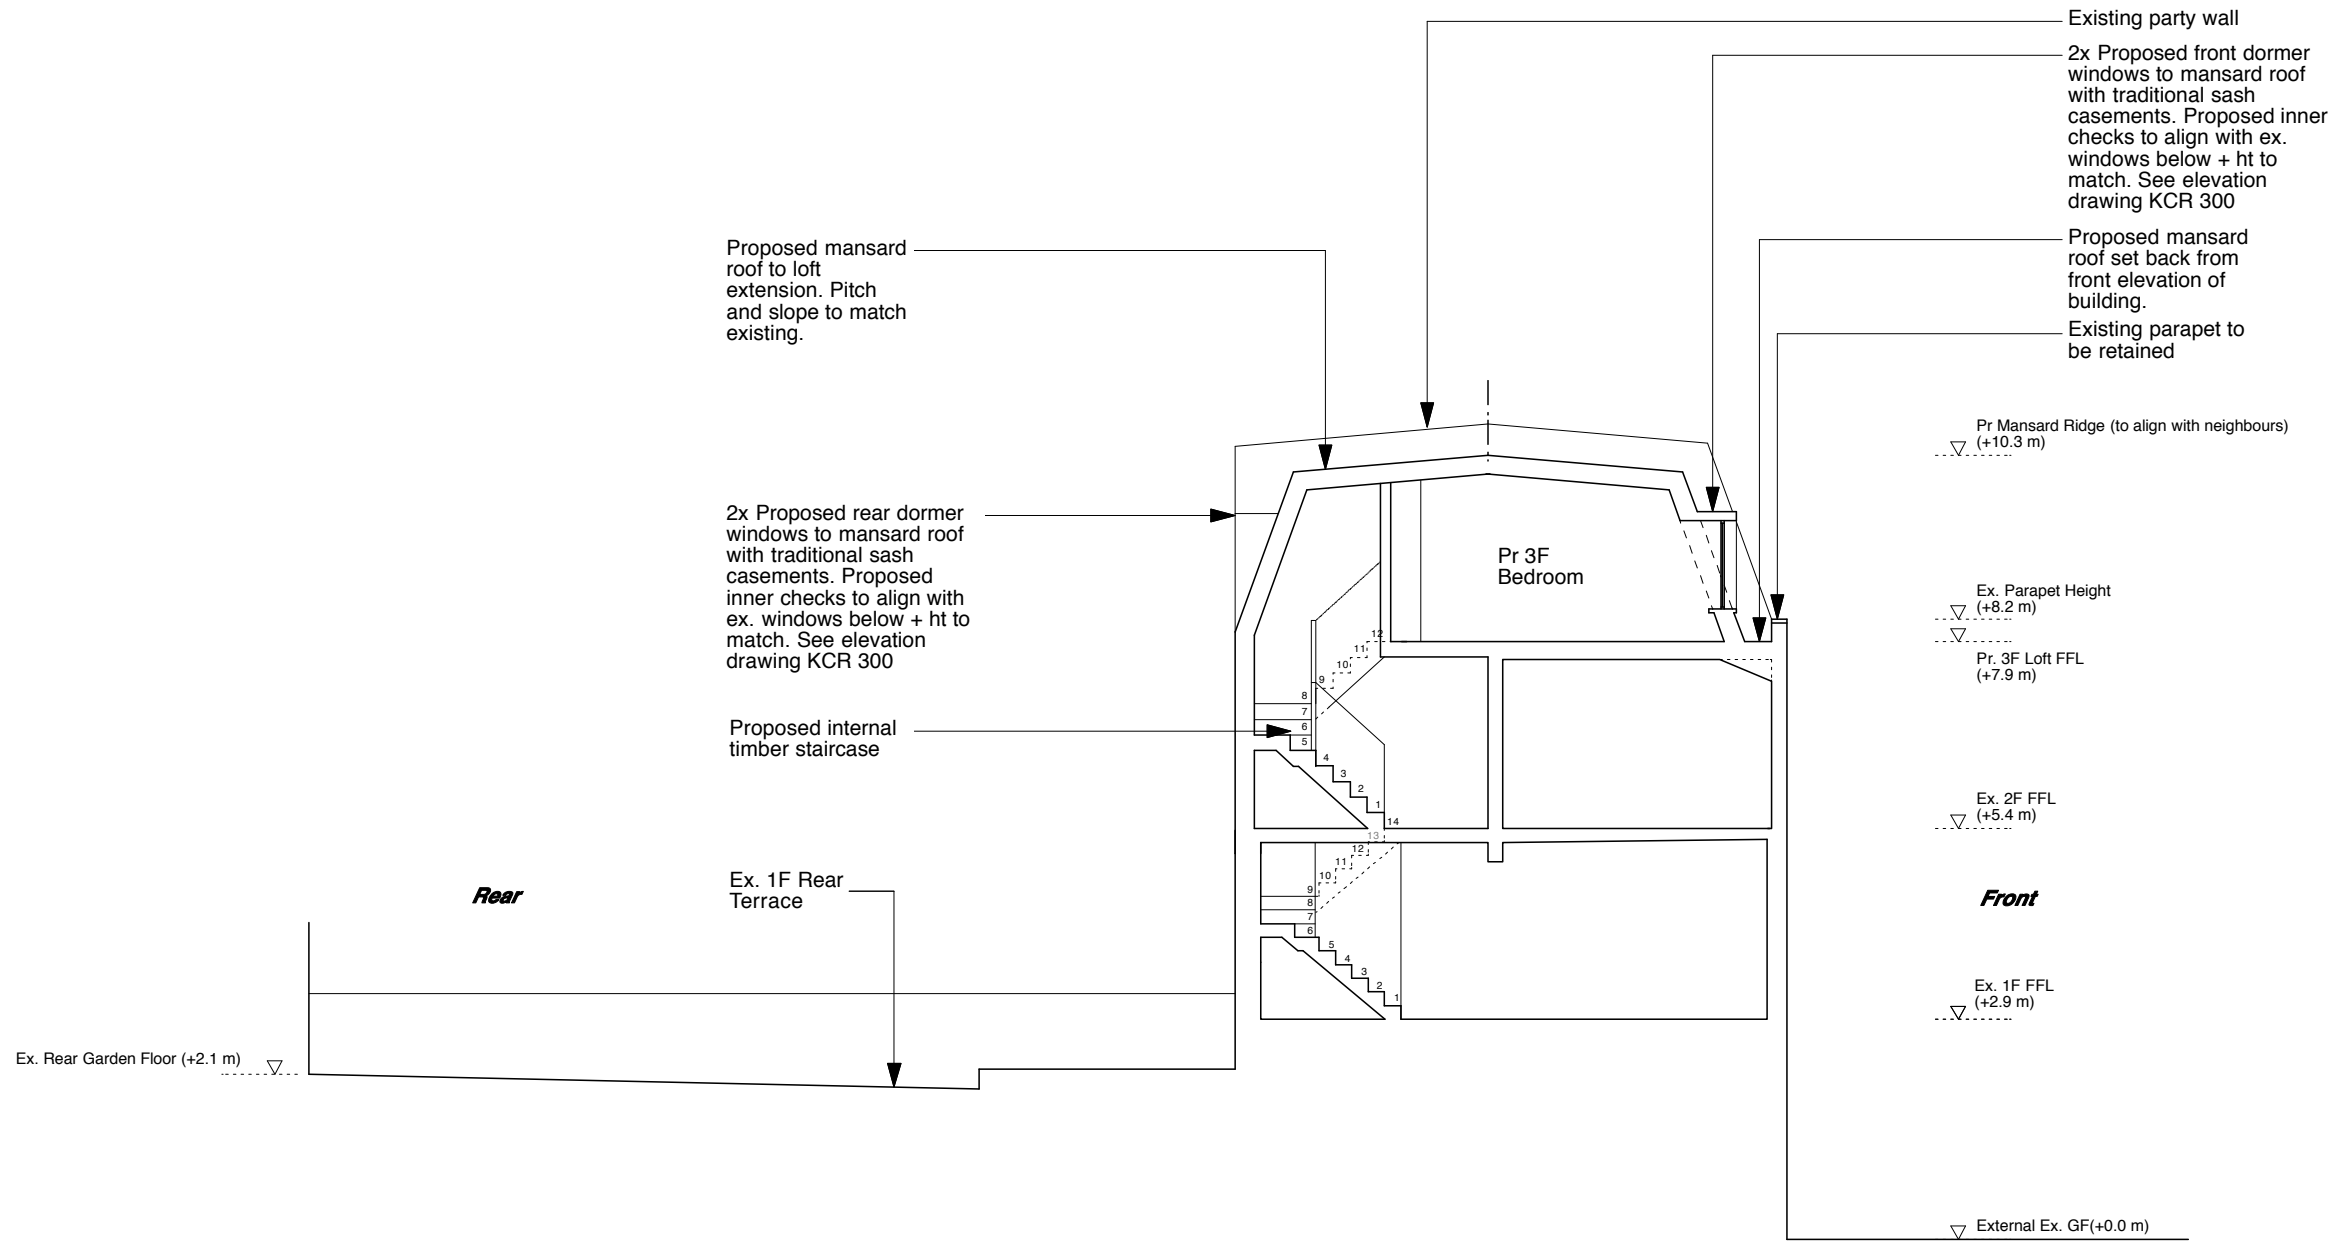 Existing party wall
2x Proposed front dormer
windows to mansard roof
with traditional sash
casements. Proposed inner
checks to align with ex.
windows below + ht to
match. See elevation
drawing KCR 300
Proposed mansard
roof to loft
extension. Pitch
and slope to match
existing.
Proposed mansard
roof set back from
front elevation of
building.
Existing parapet to
be retained
Pr Mansard Ridge (to align with neighbours)
(+10.3 m)
2x Proposed rear dormer
windows to mansard roof
with traditional sash
casements. Proposed
inner checks to align with
ex. windows below + ht to
match. See elevation
drawing KCR 300
Pr 3F
Bedroom
Ex. Parapet Height
(+8.2 m)
Pr. 3F Loft FFL
(+7.9 m)
12
11
10
9
8
7
6
5
4
3
2
1
Proposed internal
timber staircase
Ex. 2F FFL
(+5.4 m)
14
13
12
11
10
9
8
7
6
5
4
3
2
1
Ex. 1F Rear
Terrace
Rear
Front
Ex. 1F FFL
(+2.9 m)
Ex. Rear Garden Floor (+2.1 m)
External Ex. GF(+0.0 m)